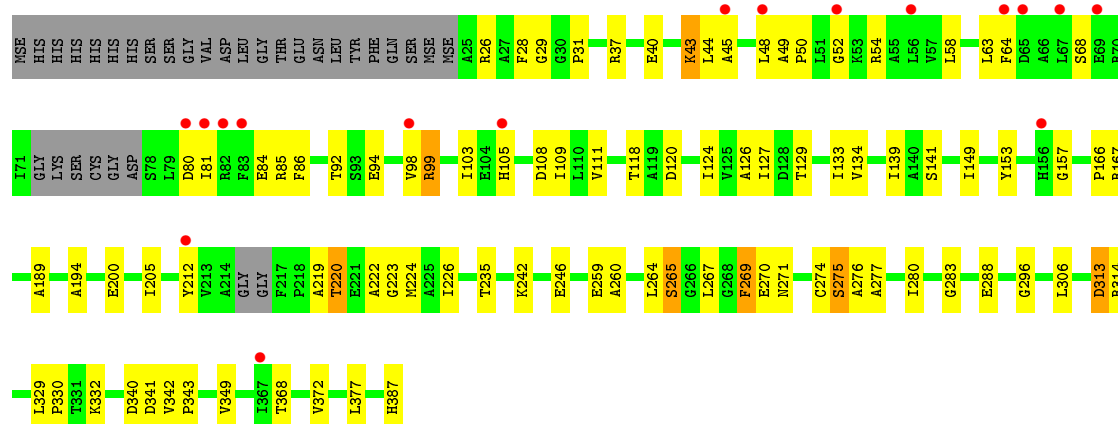 MSE HIS HIS HIS HIS HIS HIS SER SER GLY VAL ASP LEU GLY THR GLU ASN LEU TYR PHE GLN SER MSE MSE A25 R26 A27 A28 F28 G29 G30 P31 R37 E40 K43 L44 A45 L48 A49 P50 L51 G52 K53 R54 A55 L56 V57 L58 L63 F64 D65 A66 L67 S68 E69 R70
I71 GLY LYS SER CYS GLY ASP S78 L79 D80 I81 R82 F83 E84 R85 F86 T92 S93 E94 V98 R99 I103 E104 H105 D108 I109 L110 V111 T118 A119 D120 I124 V125 A126 I127 D128 T129 I133 V134 I139 A140 S141 I149 Y153 H156 G157 P166 R167
A189 A194 E200 I205 Y212 V213 A214 GLY GLY F217 P218 A219 T220 E221 A222 G223 M224 A225 I226 T235 K242 E246 E259 A260 L264 S265 G266 L267 G268 F269 E270 N271 C274 S275 A276 A277 I280 G283 E288 G296 L306 D313 R314
L329 P330 T331 K332 D340 D341 V342 P343 V349 I367 T368 V372 L377 H387